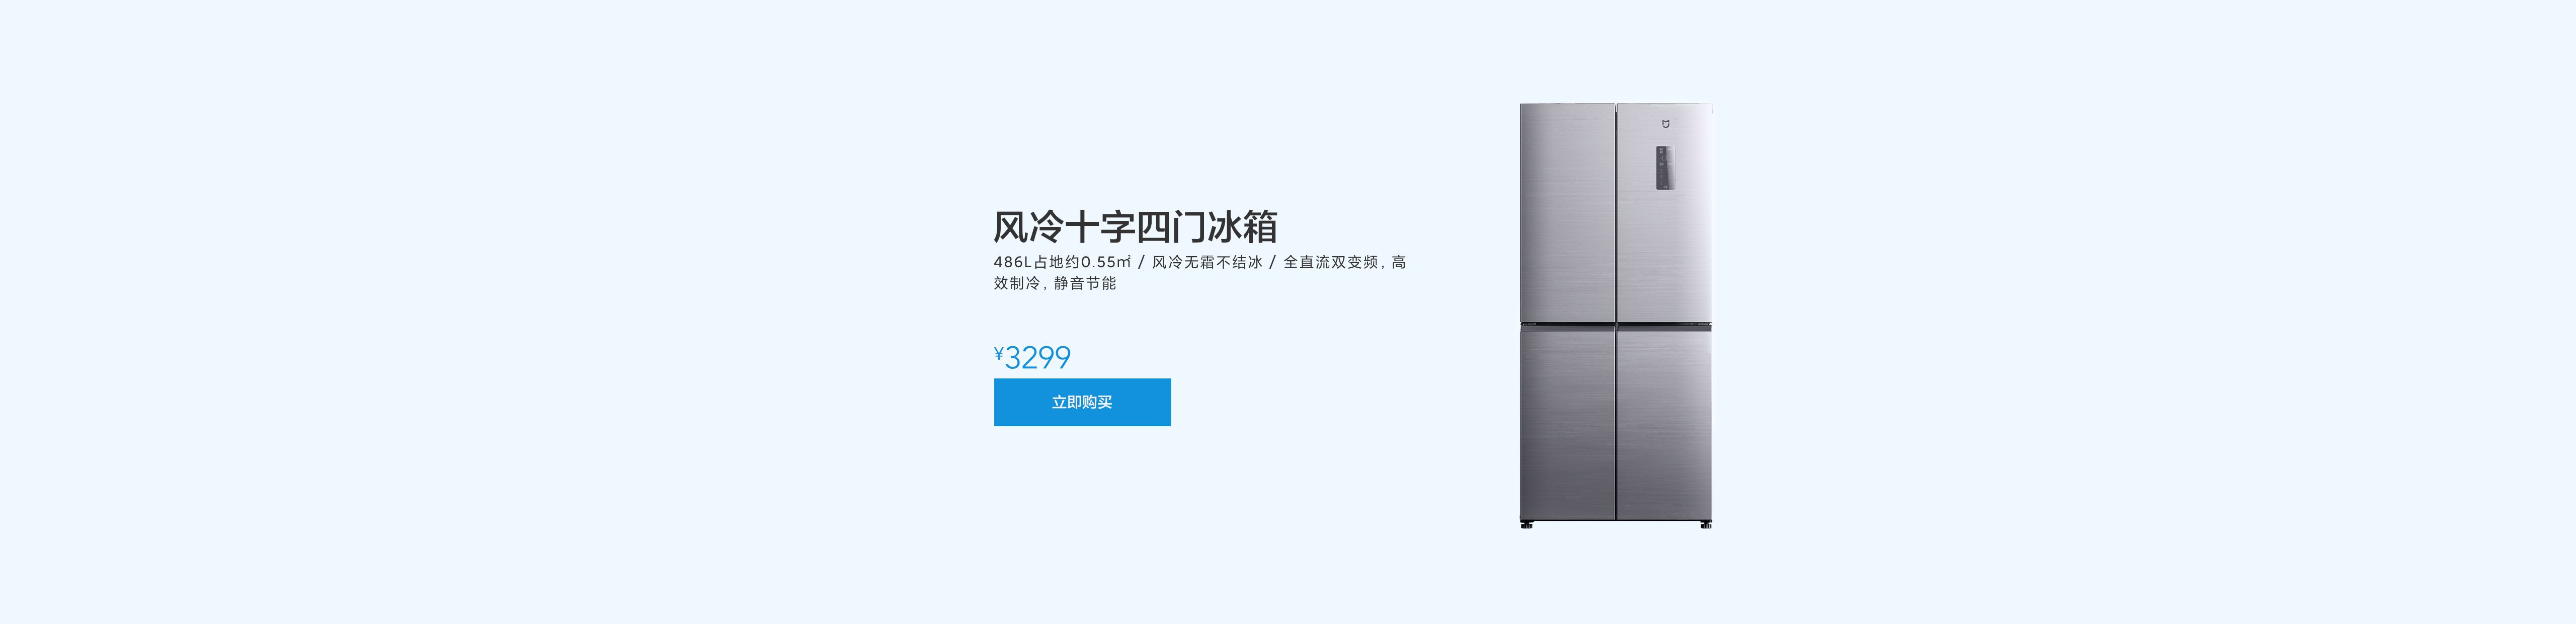 风冷十字四门冰箱
486L占地约0.55㎡ / 风冷无霜不结冰 / 全直流双变频, 高
效制冷, 静音节能
¥3299
立即购买